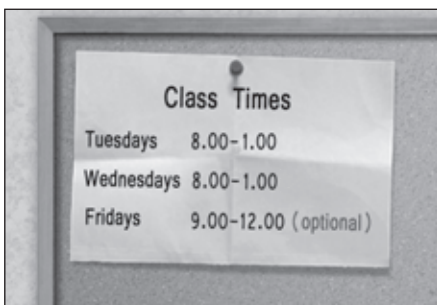 Class Times
Tuesdays 8.00-1.00
Wednesdays 8.00-1.00
Fridays 9.00-12.00 (optional)